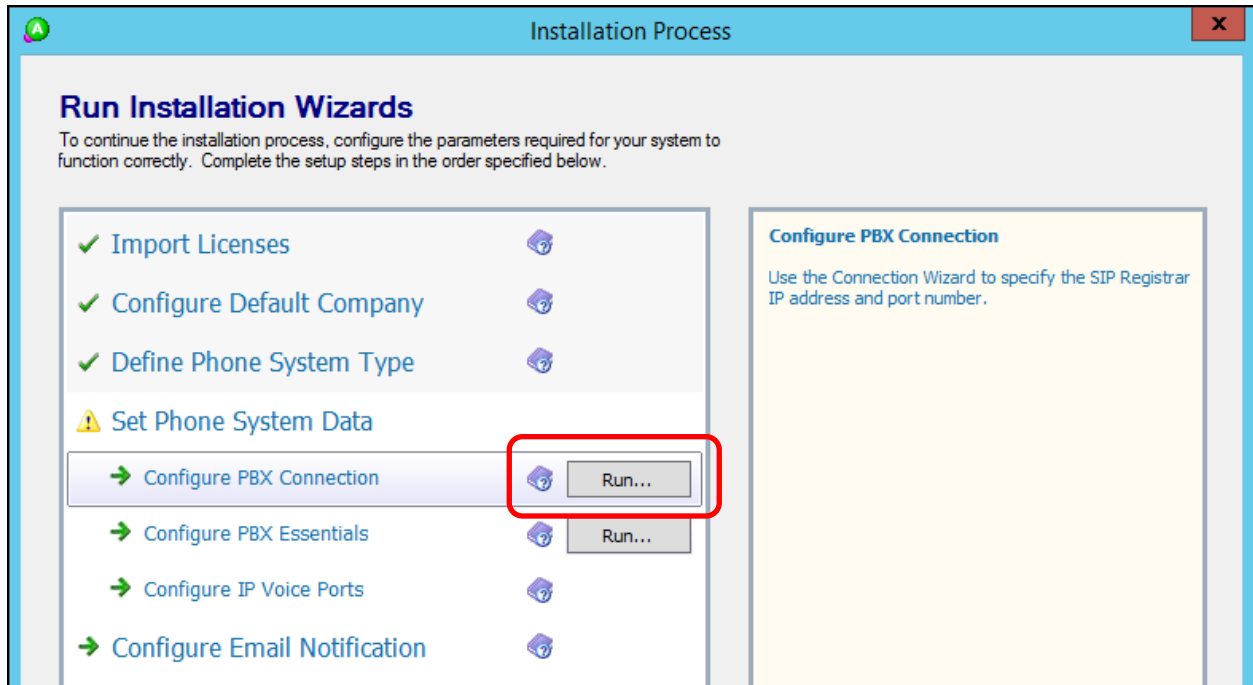 Installation Process
x
Run Installation Wizards
To continue the installation process, configure the parameters required for your system to
function correctly. Complete the setup steps in the order specified below.
Import Licenses
Configure Default Company
Define Phone System Type
Set Phone System Data
Configure PBX Connection
Run...
Configure PBX Essentials
Run...
Configure IP Voice Ports
Configure Email Notification
Configure PBX Connection
Use the Connection Wizard to specify the SIP Registrar
IP address and port number.